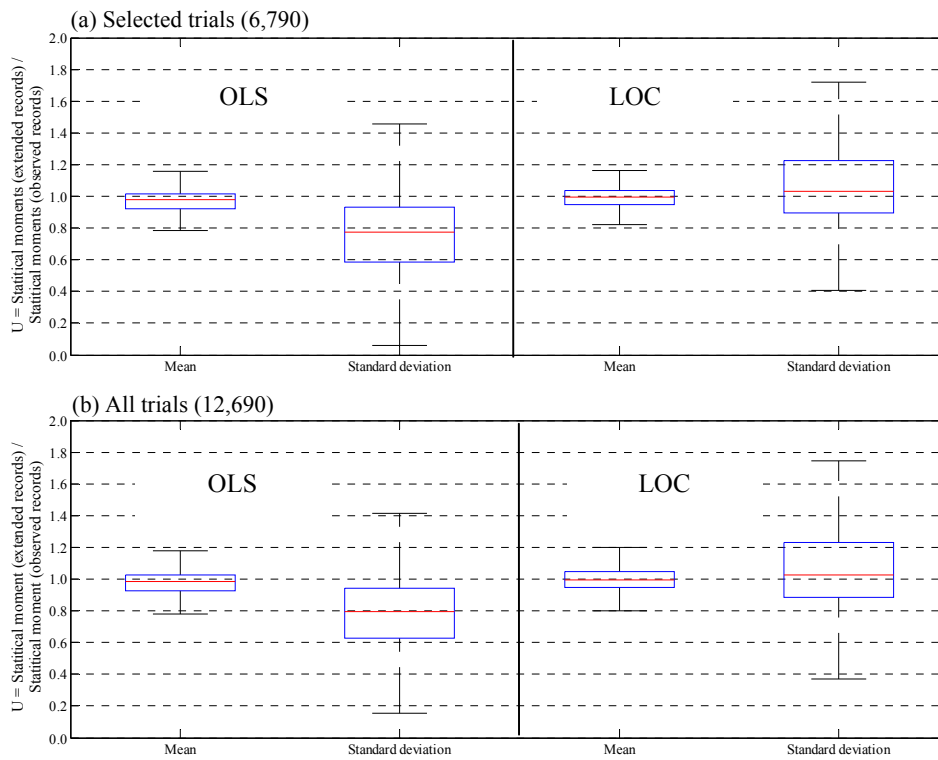 (a) Selected trials (6,790)
U = Statitical moments (extended records) /
Statitical moments (observed records)
2.0
1.8
1.6
1.4
1.2
1.0
0.8
0.6
0.4
0.2
0.0
OLS
LOC
Mean
Standard deviation
Mean
Standard deviation
(b) All trials (12,690)
U = Statitical moment (extended records) /
Statitical moment (observed records)
2.0
1.8
1.6
1.4
1.2
1.0
0.8
0.6
0.4
0.2
0.0
OLS
LOC
Mean
Standard deviation
Mean
Standard deviation